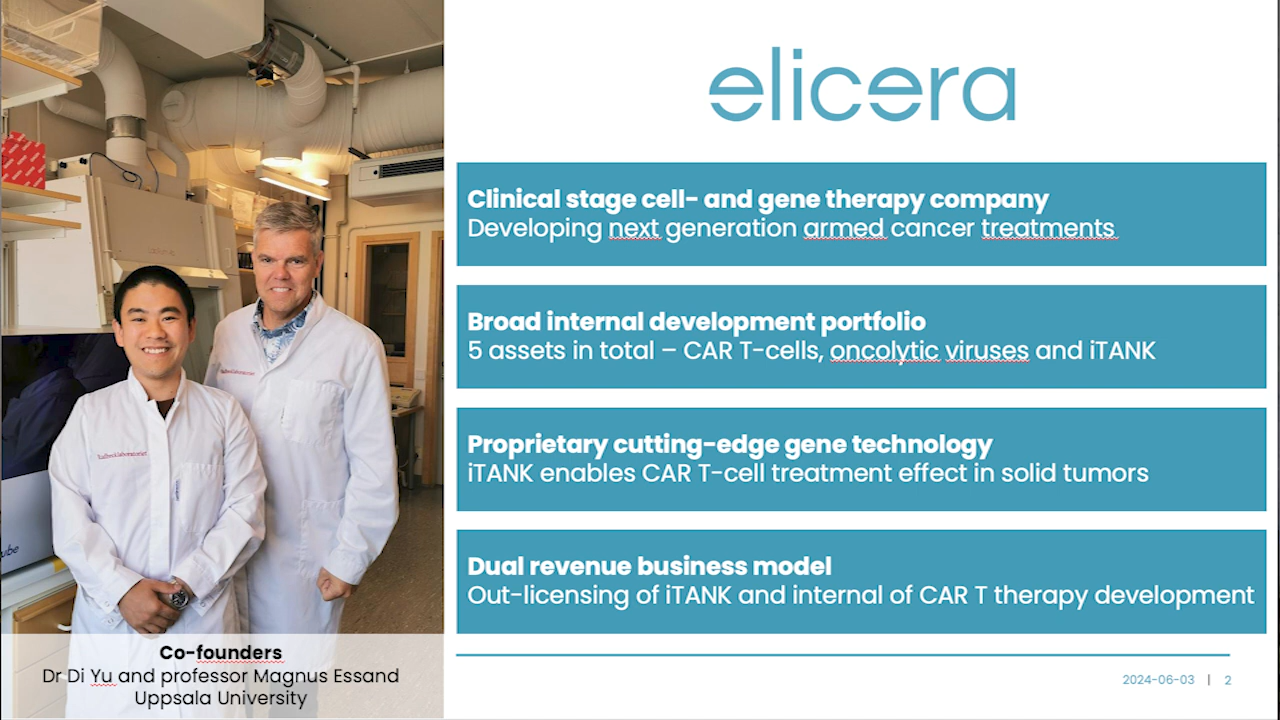 elicera
Clinical stage cell- and gene therapy company
Developing next generation armed cancer treatments
Broad internal development portfolio
5 assets in total – CAR T-cells, oncolytic viruses and iTANK
Proprietary cutting-edge gene technology
iTANK enables CAR T-cell treatment effect in solid tumors
Dual revenue business model
Out-licensing of iTANK and internal of CAR T therapy development
Rudbecklaboratoriet
Co-founders
Dr Di Yu and professor Magnus Essand
Uppsala University
2024-06-03 | 2